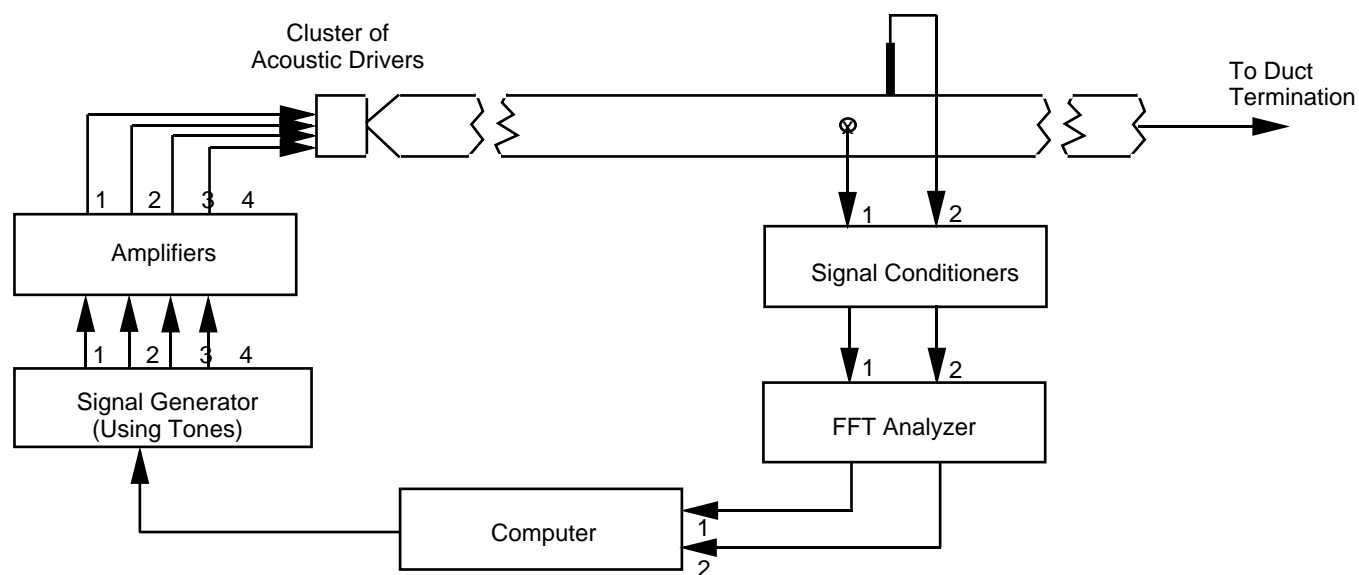 Cluster of
Acoustic Drivers
To Duct
Termination
x
1 2 3 4
1 2
Amplifiers
Signal Conditioners
1 2 3 4
1 2
Signal Generator
(Using Tones)
FFT Analyzer
Computer
1
2